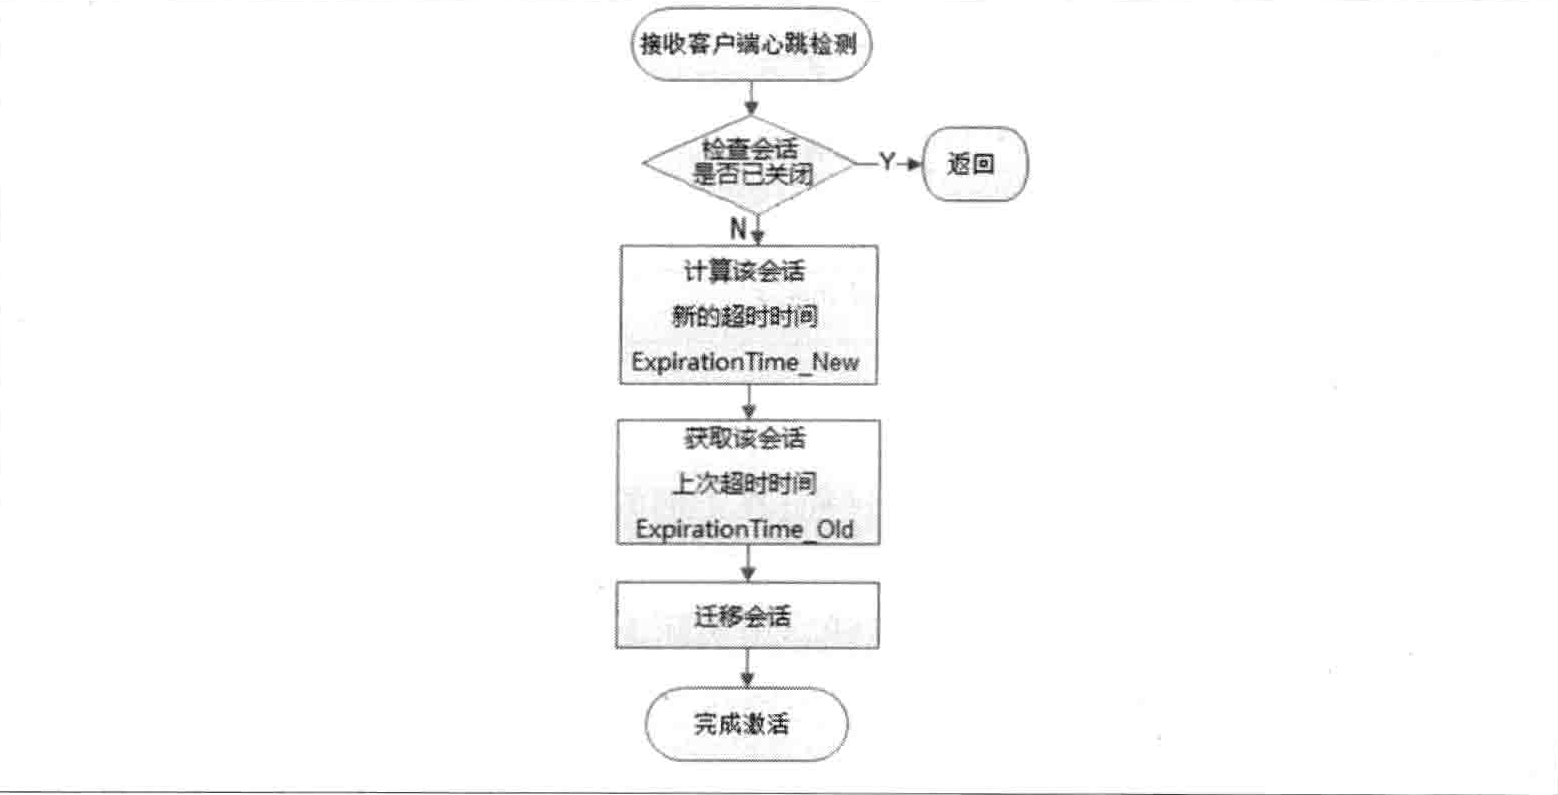 接收客户端心跳检测
检查会话
是否已关闭
Y
返回
N
计算该会话
新的超时时间
ExpirationTime_New
获取该会话
上次超时时间
ExpirationTime_Old
迁移会话
完成激活